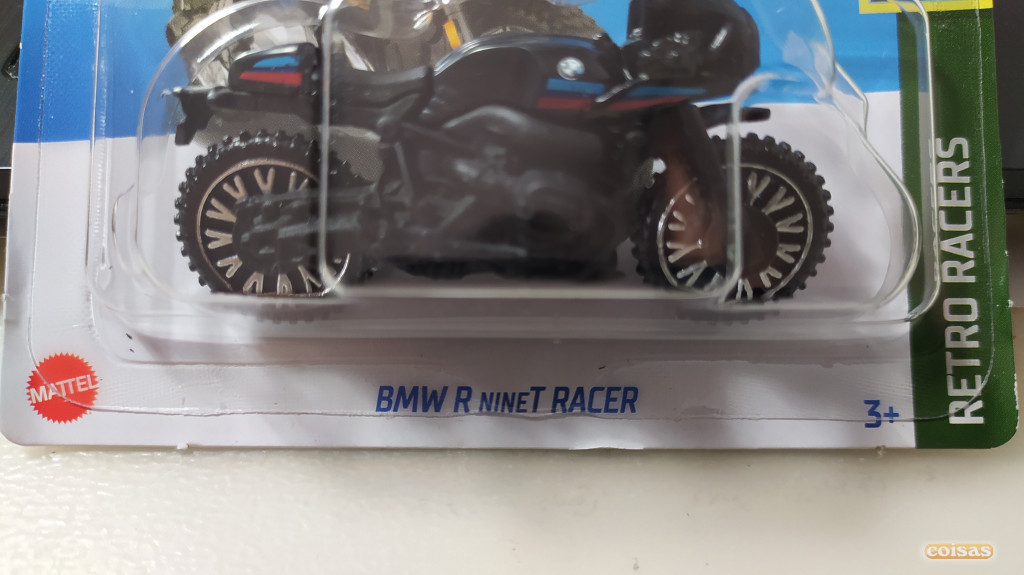 MATTEL
BMW R NINET RACER
3+
RETRO RACERS
coisas